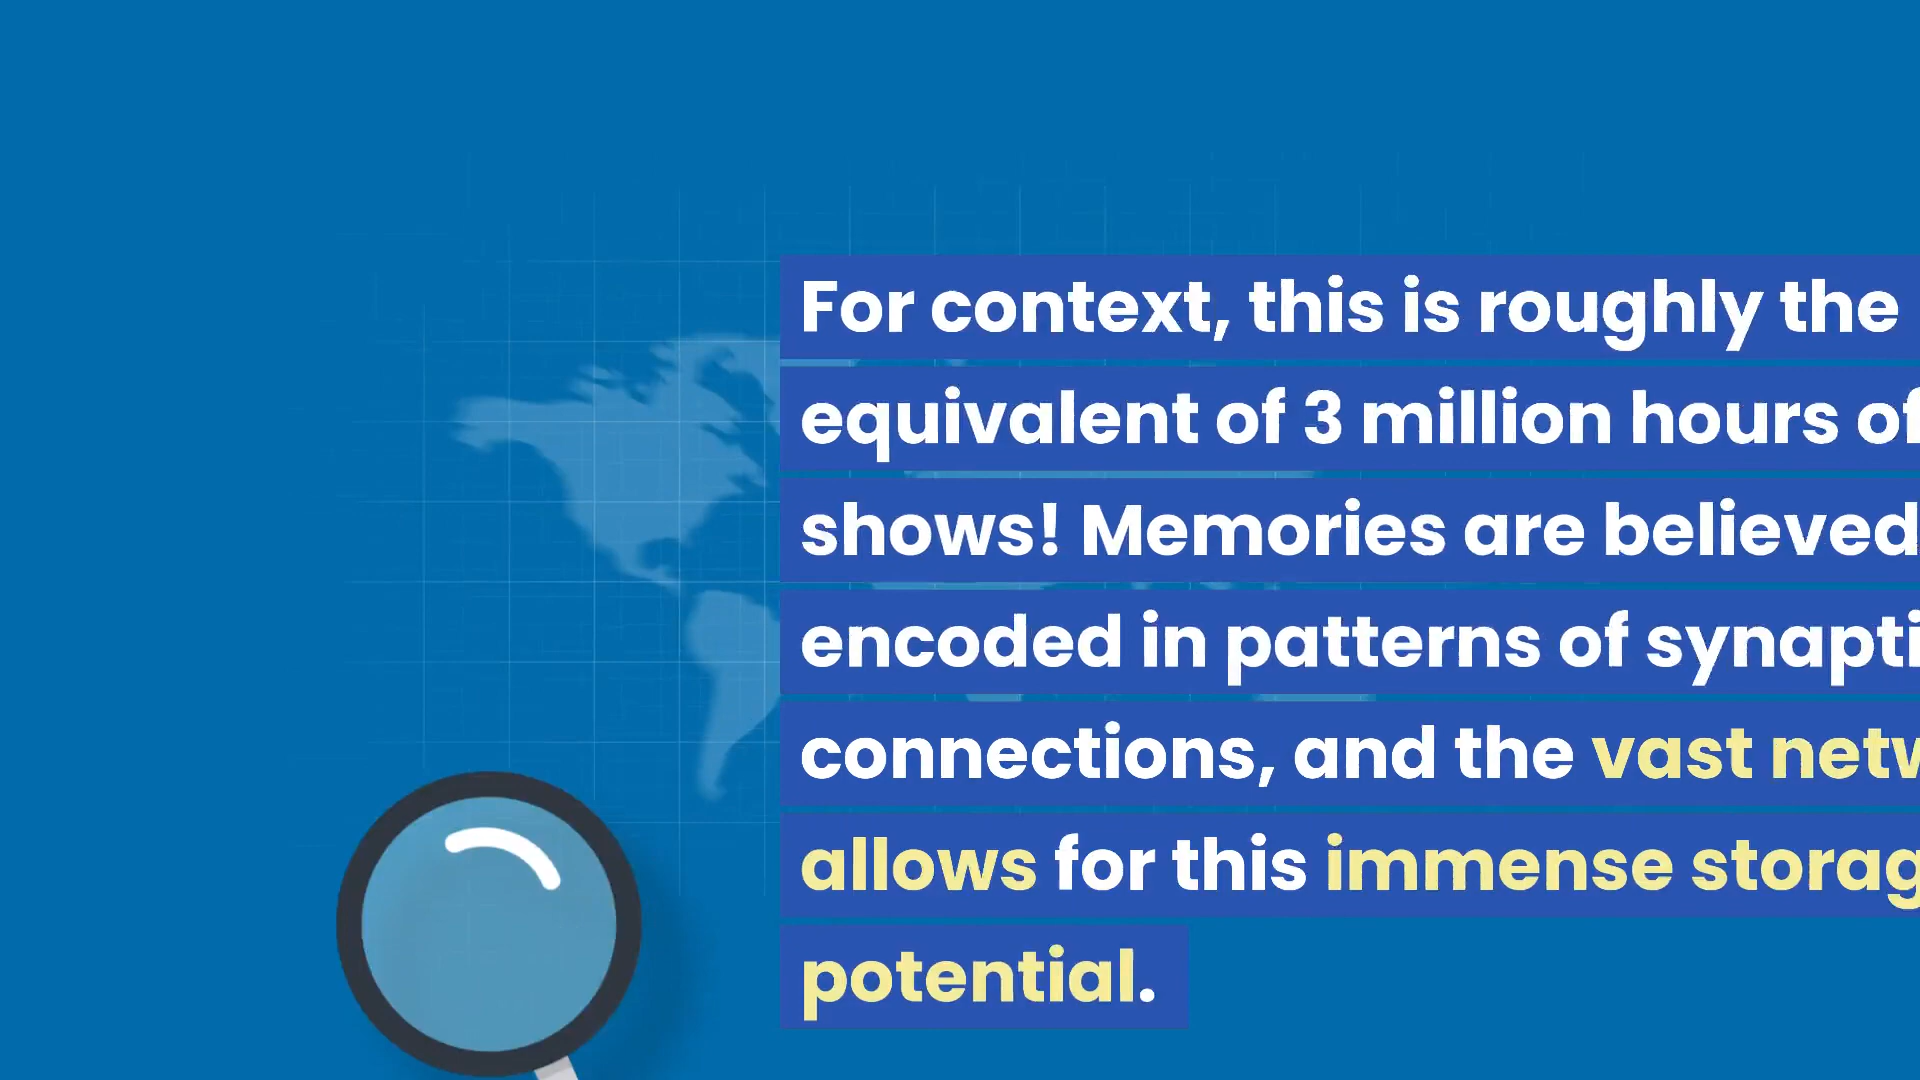 For context, this is roughly the
equivalent of 3 million hours of
shows! Memories are believed
encoded in patterns of synapti
connections, and the vast netw
allows for this immense storag
potential.